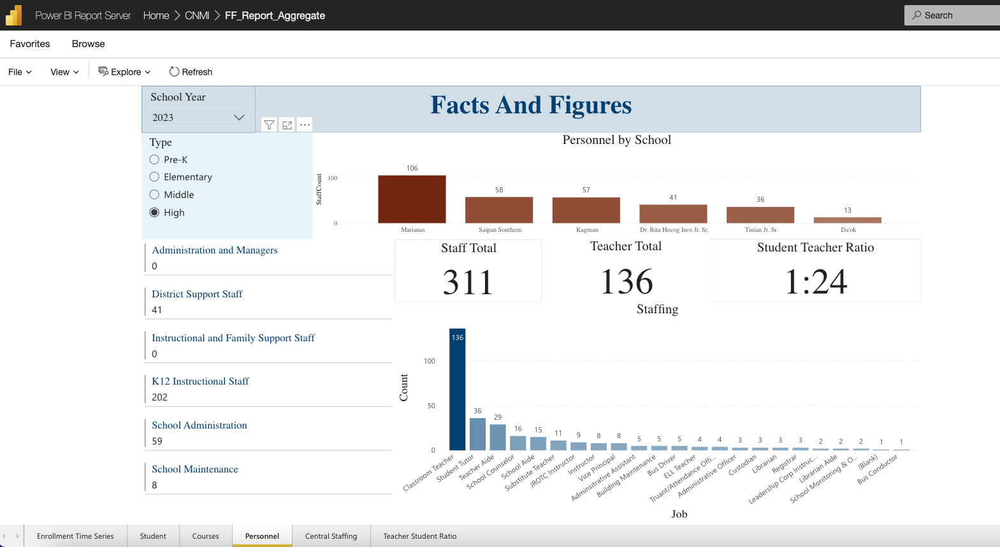 Power BI Report Server Home > CNMI > FF_Report_Aggregate
Search
Favorites Browse
File View Explore Refresh
School Year
2023
Facts And Figures
Type
Pre-K
Elementary
Middle
High
Personnel by School
StaffCount
100
0
106
58
57
41
36
13
Marianas
Saipan Southern
Kagman
Dr. Rita Hocog Inos Jr. Sr.
Tinian Jr. Sr.
Da'ok
Administration and Managers
0
District Support Staff
41
Instructional and Family Support Staff
0
K12 Instructional Staff
202
School Administration
59
School Maintenance
8
Staff Total
311
Teacher Total
136
Student Teacher Ratio
1:24
Staffing
Count
100
50
0
136
36
29
16
15
11
9
8
8
5
5
5
4
4
3
3
3
3
2
2
2
1
1
Classroom Teacher
Student Tutor
Teacher Aide
School Counselor
School Aide
Substitute Teacher
JROTC Instructor
Instructor
Vice Principal
Adminsitrative Assistant
Building Maintenance
Bus Driver
ELL Teacher
Truant/Attendance Offi...
Administrative Officer
Custodian
Librarian
Registrar
Leadership Corp Instruc...
Librarian Aide
School Monitoring & O...
(Blank)
Bus Conductor
Job
Enrollment Time Series
Student
Courses
Personnel
Central Staffing
Teacher Student Ratio